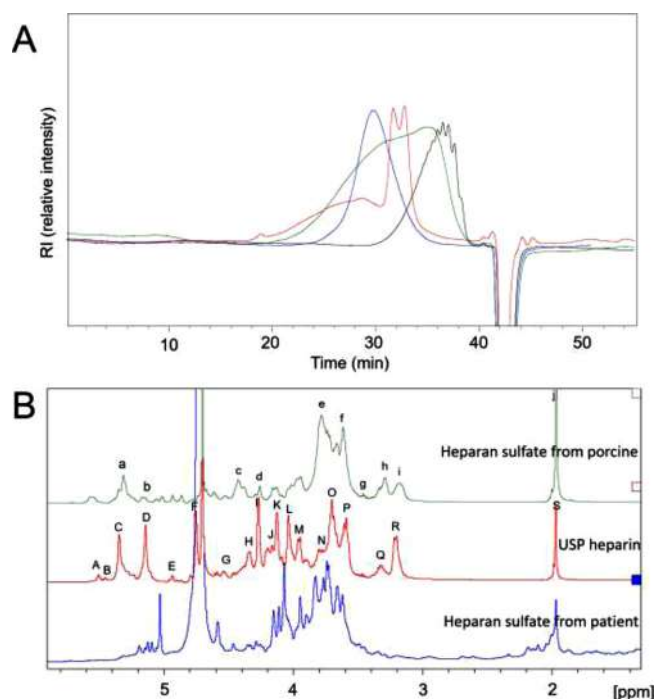 A
RI (relative intensity)
10 20 30 40 50
Time (min)
B
a b c d e f g h i j
Heparan sulfate from porcine
A B C D E F G H I J K L M N O P Q R S
USP heparin
Heparan sulfate from patient
5 4 3 2 [ppm]